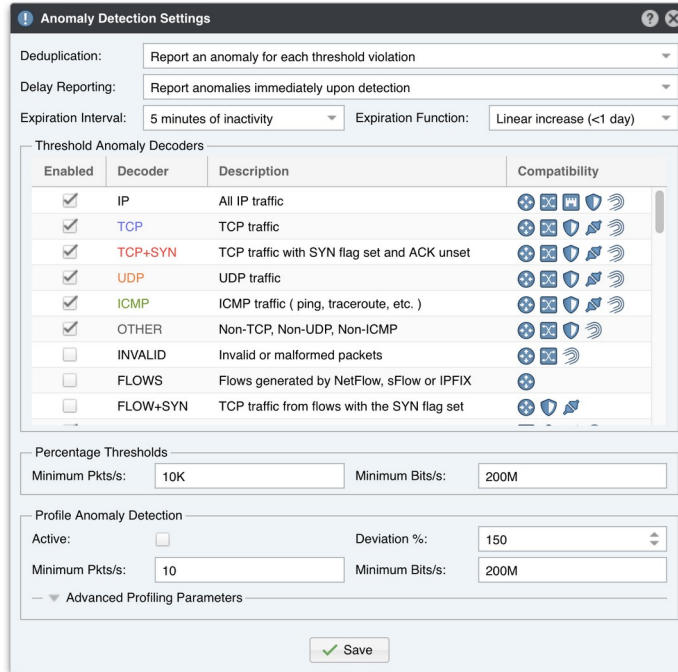 Anomaly Detection Settings
Deduplication: Report an anomaly for each threshold violation
Delay Reporting: Report anomalies immediately upon detection
Expiration Interval: 5 minutes of inactivity Expiration Function: Linear increase (<1 day)
Threshold Anomaly Decoders
Enabled Decoder Description Compatibility
IP All IP traffic
TCP TCP traffic
TCP+SYN TCP traffic with SYN flag set and ACK unset
UDP UDP traffic
ICMP ICMP traffic ( ping, traceroute, etc. )
OTHER Non-TCP, Non-UDP, Non-ICMP
INVALID Invalid or malformed packets
FLOWS Flows generated by NetFlow, sFlow or IPFIX
FLOW+SYN TCP traffic from flows with the SYN flag set
Percentage Thresholds
Minimum Pkts/s: 10K Minimum Bits/s: 200M
Profile Anomaly Detection
Active: Deviation %: 150
Minimum Pkts/s: 10 Minimum Bits/s: 200M
Advanced Profiling Parameters
Save